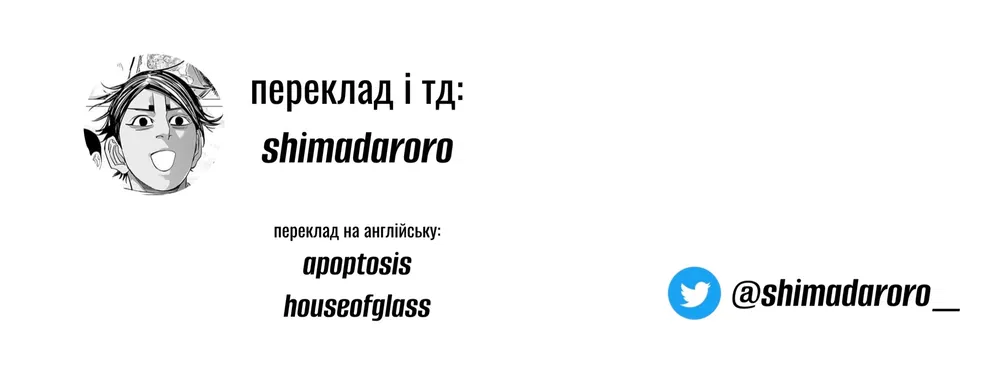 переклад і тд:
shimadaroro
переклад на англійську:
apoptosis
houseofglass
@shimadaroro__